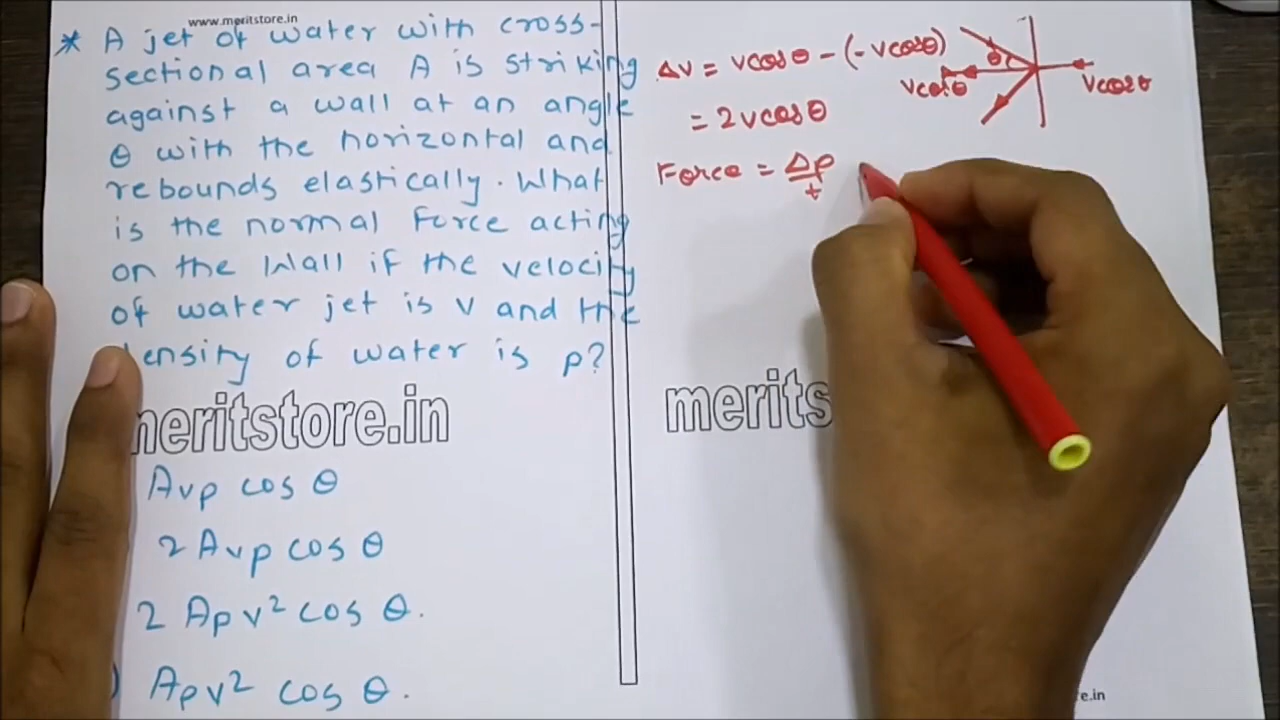 www.meritstore.in
* A jet of water with cross-
sectional area A is striking
against a wall at an angle
θ with the horizontal and
rebounds elastically. What
is the normal Force acting
on the Wall if the velocity
of water jet is v and the
density of water is ρ?
meritstore.in
Avρ cos θ
2 Avρ cos θ
2 Aρv² cos θ.
) Aρv² cos θ.
Δv = vcosθ - (-vcosθ)
= 2vcosθ
Force = Δp/t
θ
vcosθ
vcosθ
merits
e.in